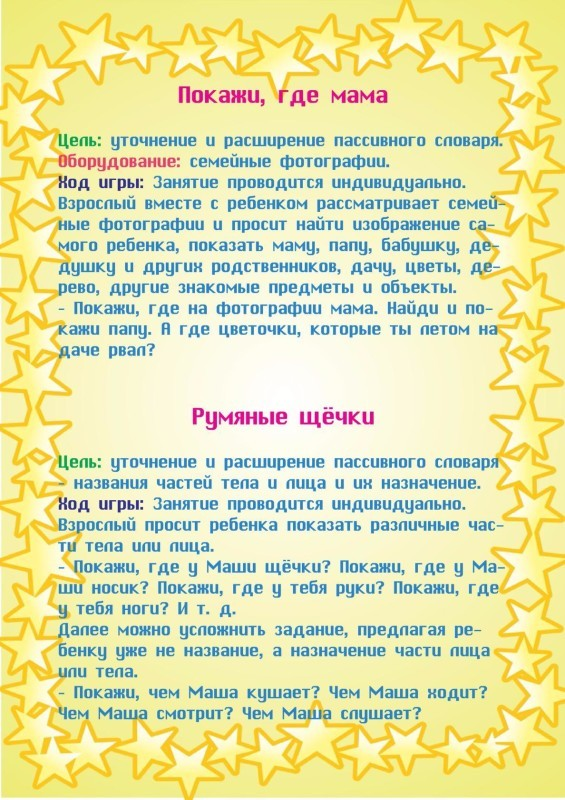 Покажи, где мама
Цель: уточнение и расширение пассивного словаря.
Оборудование: семейные фотографии.
Ход игры: Занятие проводится индивидуально.
Взрослый вместе с ребенком рассматривает семей-
ные фотографии и просит найти изображение са-
мого ребенка, показать маму, папу, бабушку, де-
душку и других родственников, дачу, цветы, де-
рево, другие знакомые предметы и объекты.
- Покажи, где на фотографии мама. Найди и по-
кажи папу. А где цветочки, которые ты летом на
даче рвал?
Румяные щёчки
Цель: уточнение и расширение пассивного словаря
- названия частей тела и лица и их назначение.
Ход игры: Занятие проводится индивидуально.
Взрослый просит ребенка показать различные час-
ти тела или лица.
- Покажи, где у Маши щёчки? Покажи, где у Ма-
ши носик? Покажи, где у тебя руки? Покажи, где
у тебя ноги? И т. д.
Далее можно усложнить задание, предлагая ре-
бенку уже не название, а назначение части лица
или тела.
- Покажи, чем Маша кушает? Чем Маша ходит?
Чем Маша смотрит? Чем Маша слушает?